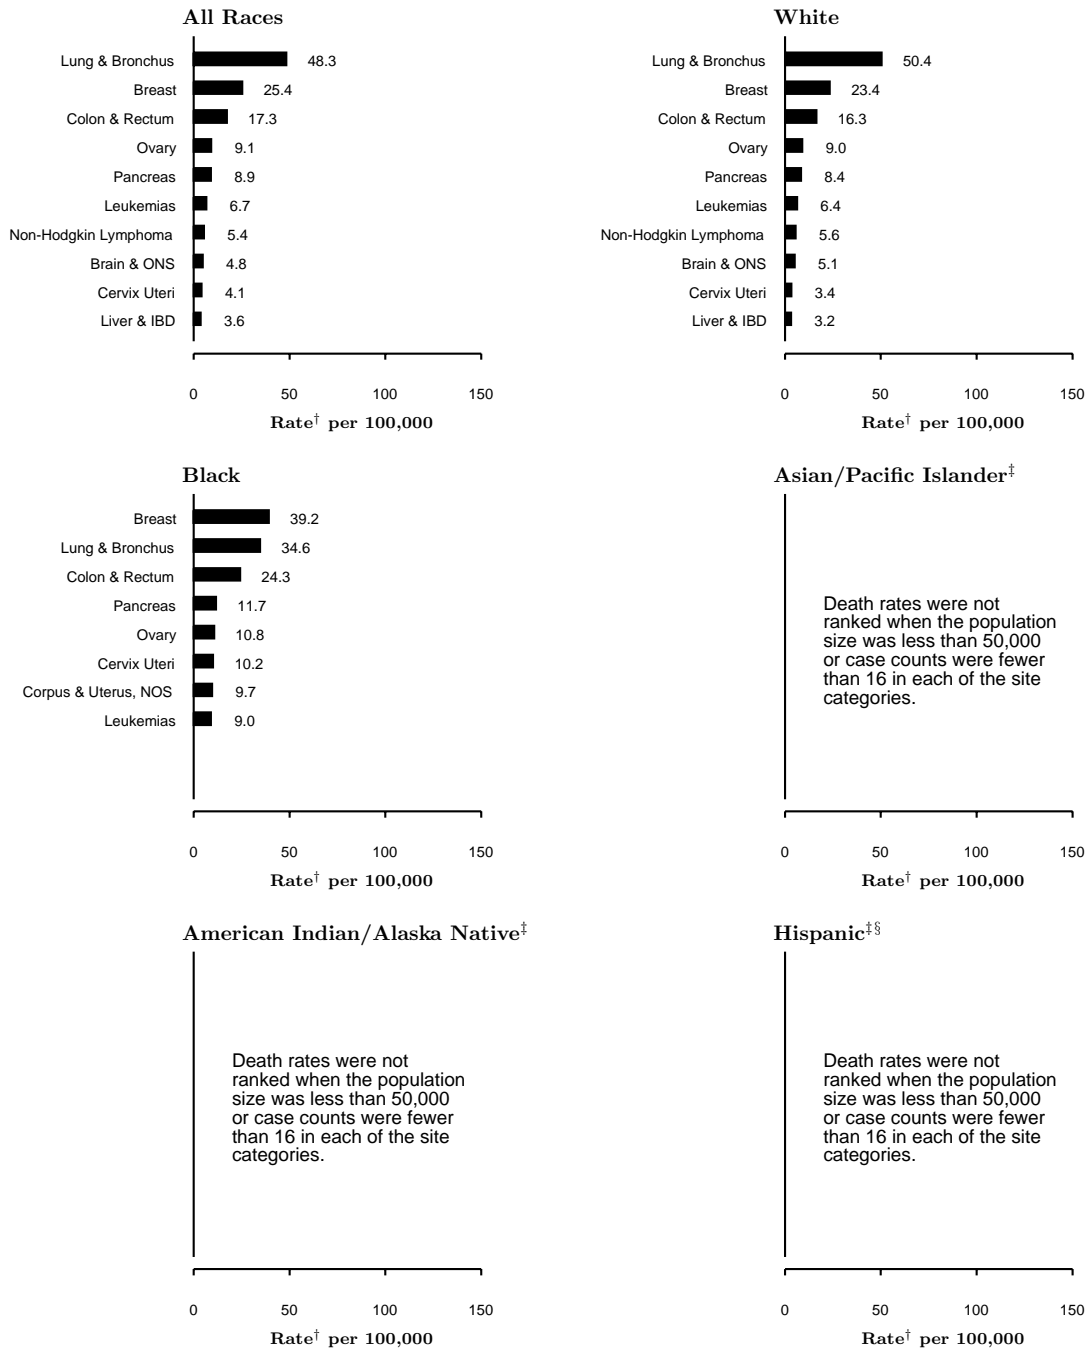 All Races
Lung & Bronchus 48.3
Breast 25.4
Colon & Rectum 17.3
Ovary 9.1
Pancreas 8.9
Leukemias 6.7
Non-Hodgkin Lymphoma 5.4
Brain & ONS 4.8
Cervix Uteri 4.1
Liver & IBD 3.6
0 50 100 150
Rate† per 100,000
White
Lung & Bronchus 50.4
Breast 23.4
Colon & Rectum 16.3
Ovary 9.0
Pancreas 8.4
Leukemias 6.4
Non-Hodgkin Lymphoma 5.6
Brain & ONS 5.1
Cervix Uteri 3.4
Liver & IBD 3.2
0 50 100 150
Rate† per 100,000
Black
Breast 39.2
Lung & Bronchus 34.6
Colon & Rectum 24.3
Pancreas 11.7
Ovary 10.8
Cervix Uteri 10.2
Corpus & Uterus, NOS 9.7
Leukemias 9.0
0 50 100 150
Rate† per 100,000
Asian/Pacific Islander‡
Death rates were not
ranked when the population
size was less than 50,000
or case counts were fewer
than 16 in each of the site
categories.
0 50 100 150
Rate† per 100,000
American Indian/Alaska Native‡
Death rates were not
ranked when the population
size was less than 50,000
or case counts were fewer
than 16 in each of the site
categories.
0 50 100 150
Rate† per 100,000
Hispanic‡§
Death rates were not
ranked when the population
size was less than 50,000
or case counts were fewer
than 16 in each of the site
categories.
0 50 100 150
Rate† per 100,000